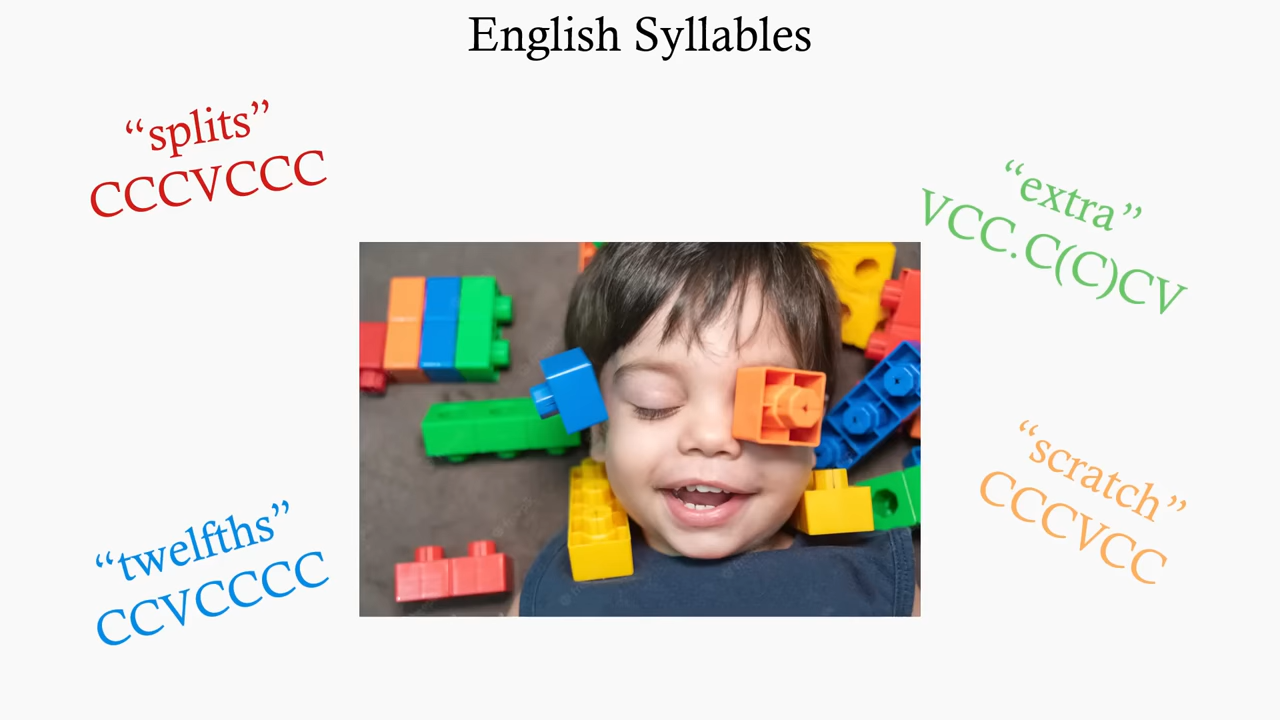 English Syllables
“splits”
CCCVCCC
“extra”
VCC.C(C)CV
“scratch”
CCCVCC
“twelfths”
CCVCCCC